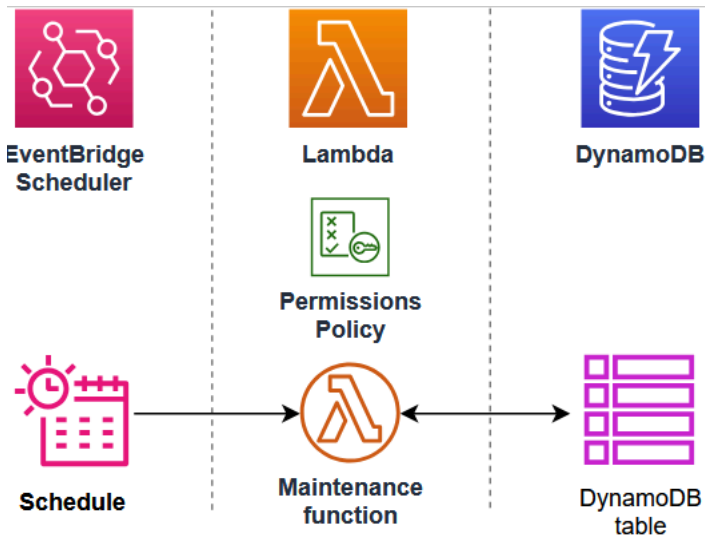 EventBridge
Scheduler
Lambda
DynamoDB
Permissions
Policy
Schedule
Maintenance
function
DynamoDB
table